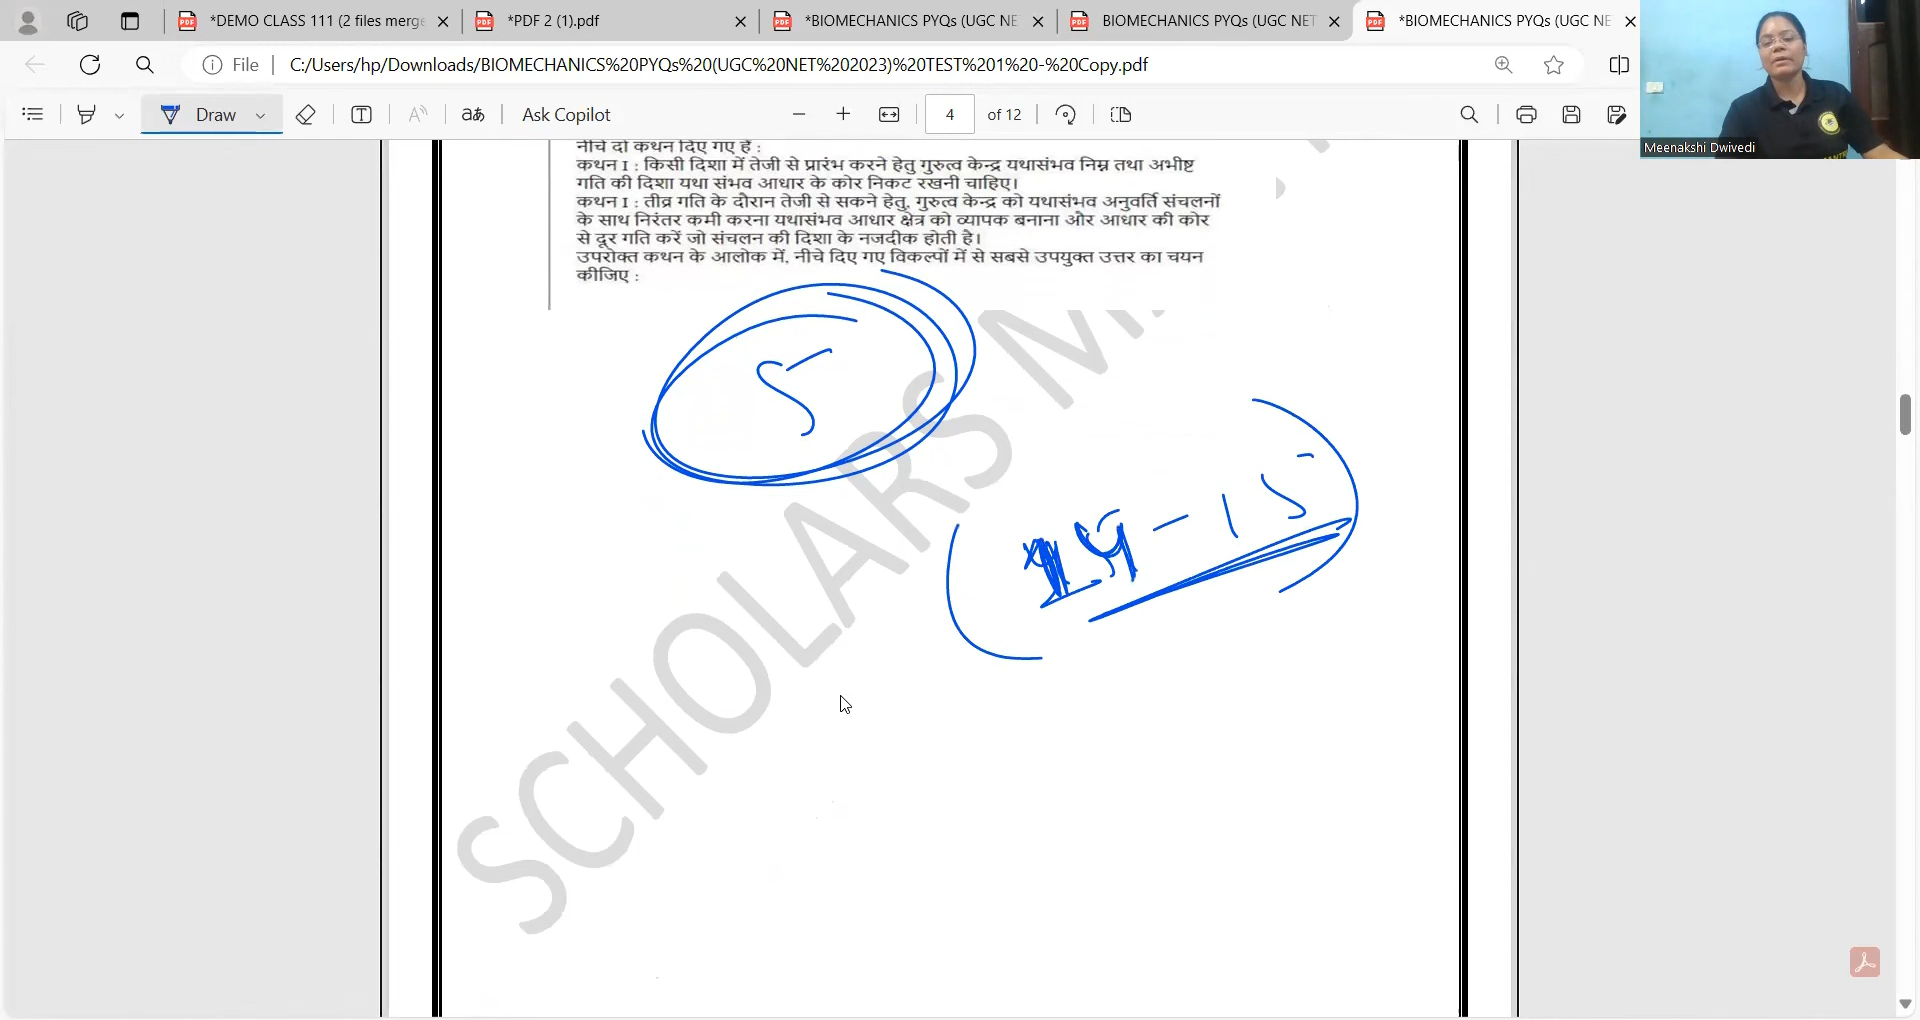 *DEMO CLASS 111 (2 files merge
*PDF 2 (1).pdf
*BIOMECHANICS PYQs (UGC NE
BIOMECHANICS PYQs (UGC NET
*BIOMECHANICS PYQs (UGC NE
File
C:/Users/hp/Downloads/BIOMECHANICS%20PYQs%20(UGC%20NET%202023)%20TEST%201%20-%20Copy.pdf
Draw
aあ
Ask Copilot
4 of 12
Meenakshi Dwivedi
नीचे दो कथन दिए गए हैं :
कथन I : किसी दिशा में तेजी से प्रारंभ करने हेतु गुरुत्व केन्द्र यथासंभव निम्न तथा अभीष्ट
गति की दिशा यथा संभव आधार के कोर निकट रखनी चाहिए।
कथन I : तीव्र गति के दौरान तेजी से सकने हेतु, गुरुत्व केन्द्र को यथासंभव अनुवर्ति संचलनों
के साथ निरंतर कमी करना यथासंभव आधार क्षेत्र को व्यापक बनाना और आधार की कोर
से दूर गति करें जो संचलन की दिशा के नजदीक होती है।
उपरोक्त कथन के आलोक में, नीचे दिए गए विकल्पों में से सबसे उपयुक्त उत्तर का चयन
कीजिए :
5
- 15
SCHOLARS